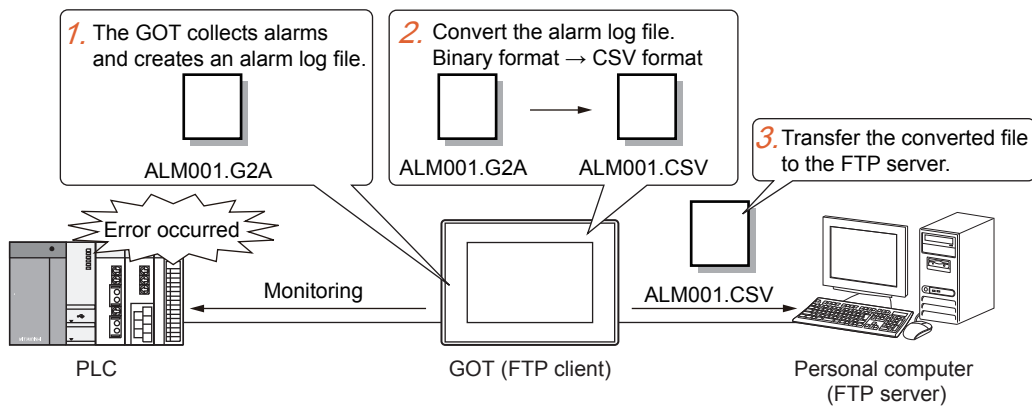 1. The GOT collects alarms
and creates an alarm log file.
ALM001.G2A
2. Convert the alarm log file.
Binary format → CSV format
ALM001.G2A
ALM001.CSV
3. Transfer the converted file
to the FTP server.
Error occurred
Monitoring
ALM001.CSV
PLC
GOT (FTP client)
Personal computer
(FTP server)